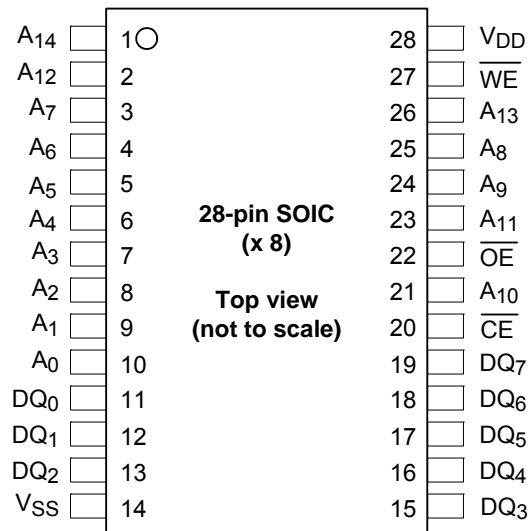 A14 1 28 VDD
A12 2 27 W̅E̅
A7 3 26 A13
A6 4 25 A8
A5 5 24 A9
A4 6 28-pin SOIC 23 A11
A3 7 (x 8) 22 O̅E̅
A2 8 Top view 21 A10
A1 9 (not to scale) 20 C̅E̅
A0 10 19 DQ7
DQ0 11 18 DQ6
DQ1 12 17 DQ5
DQ2 13 16 DQ4
VSS 14 15 DQ3